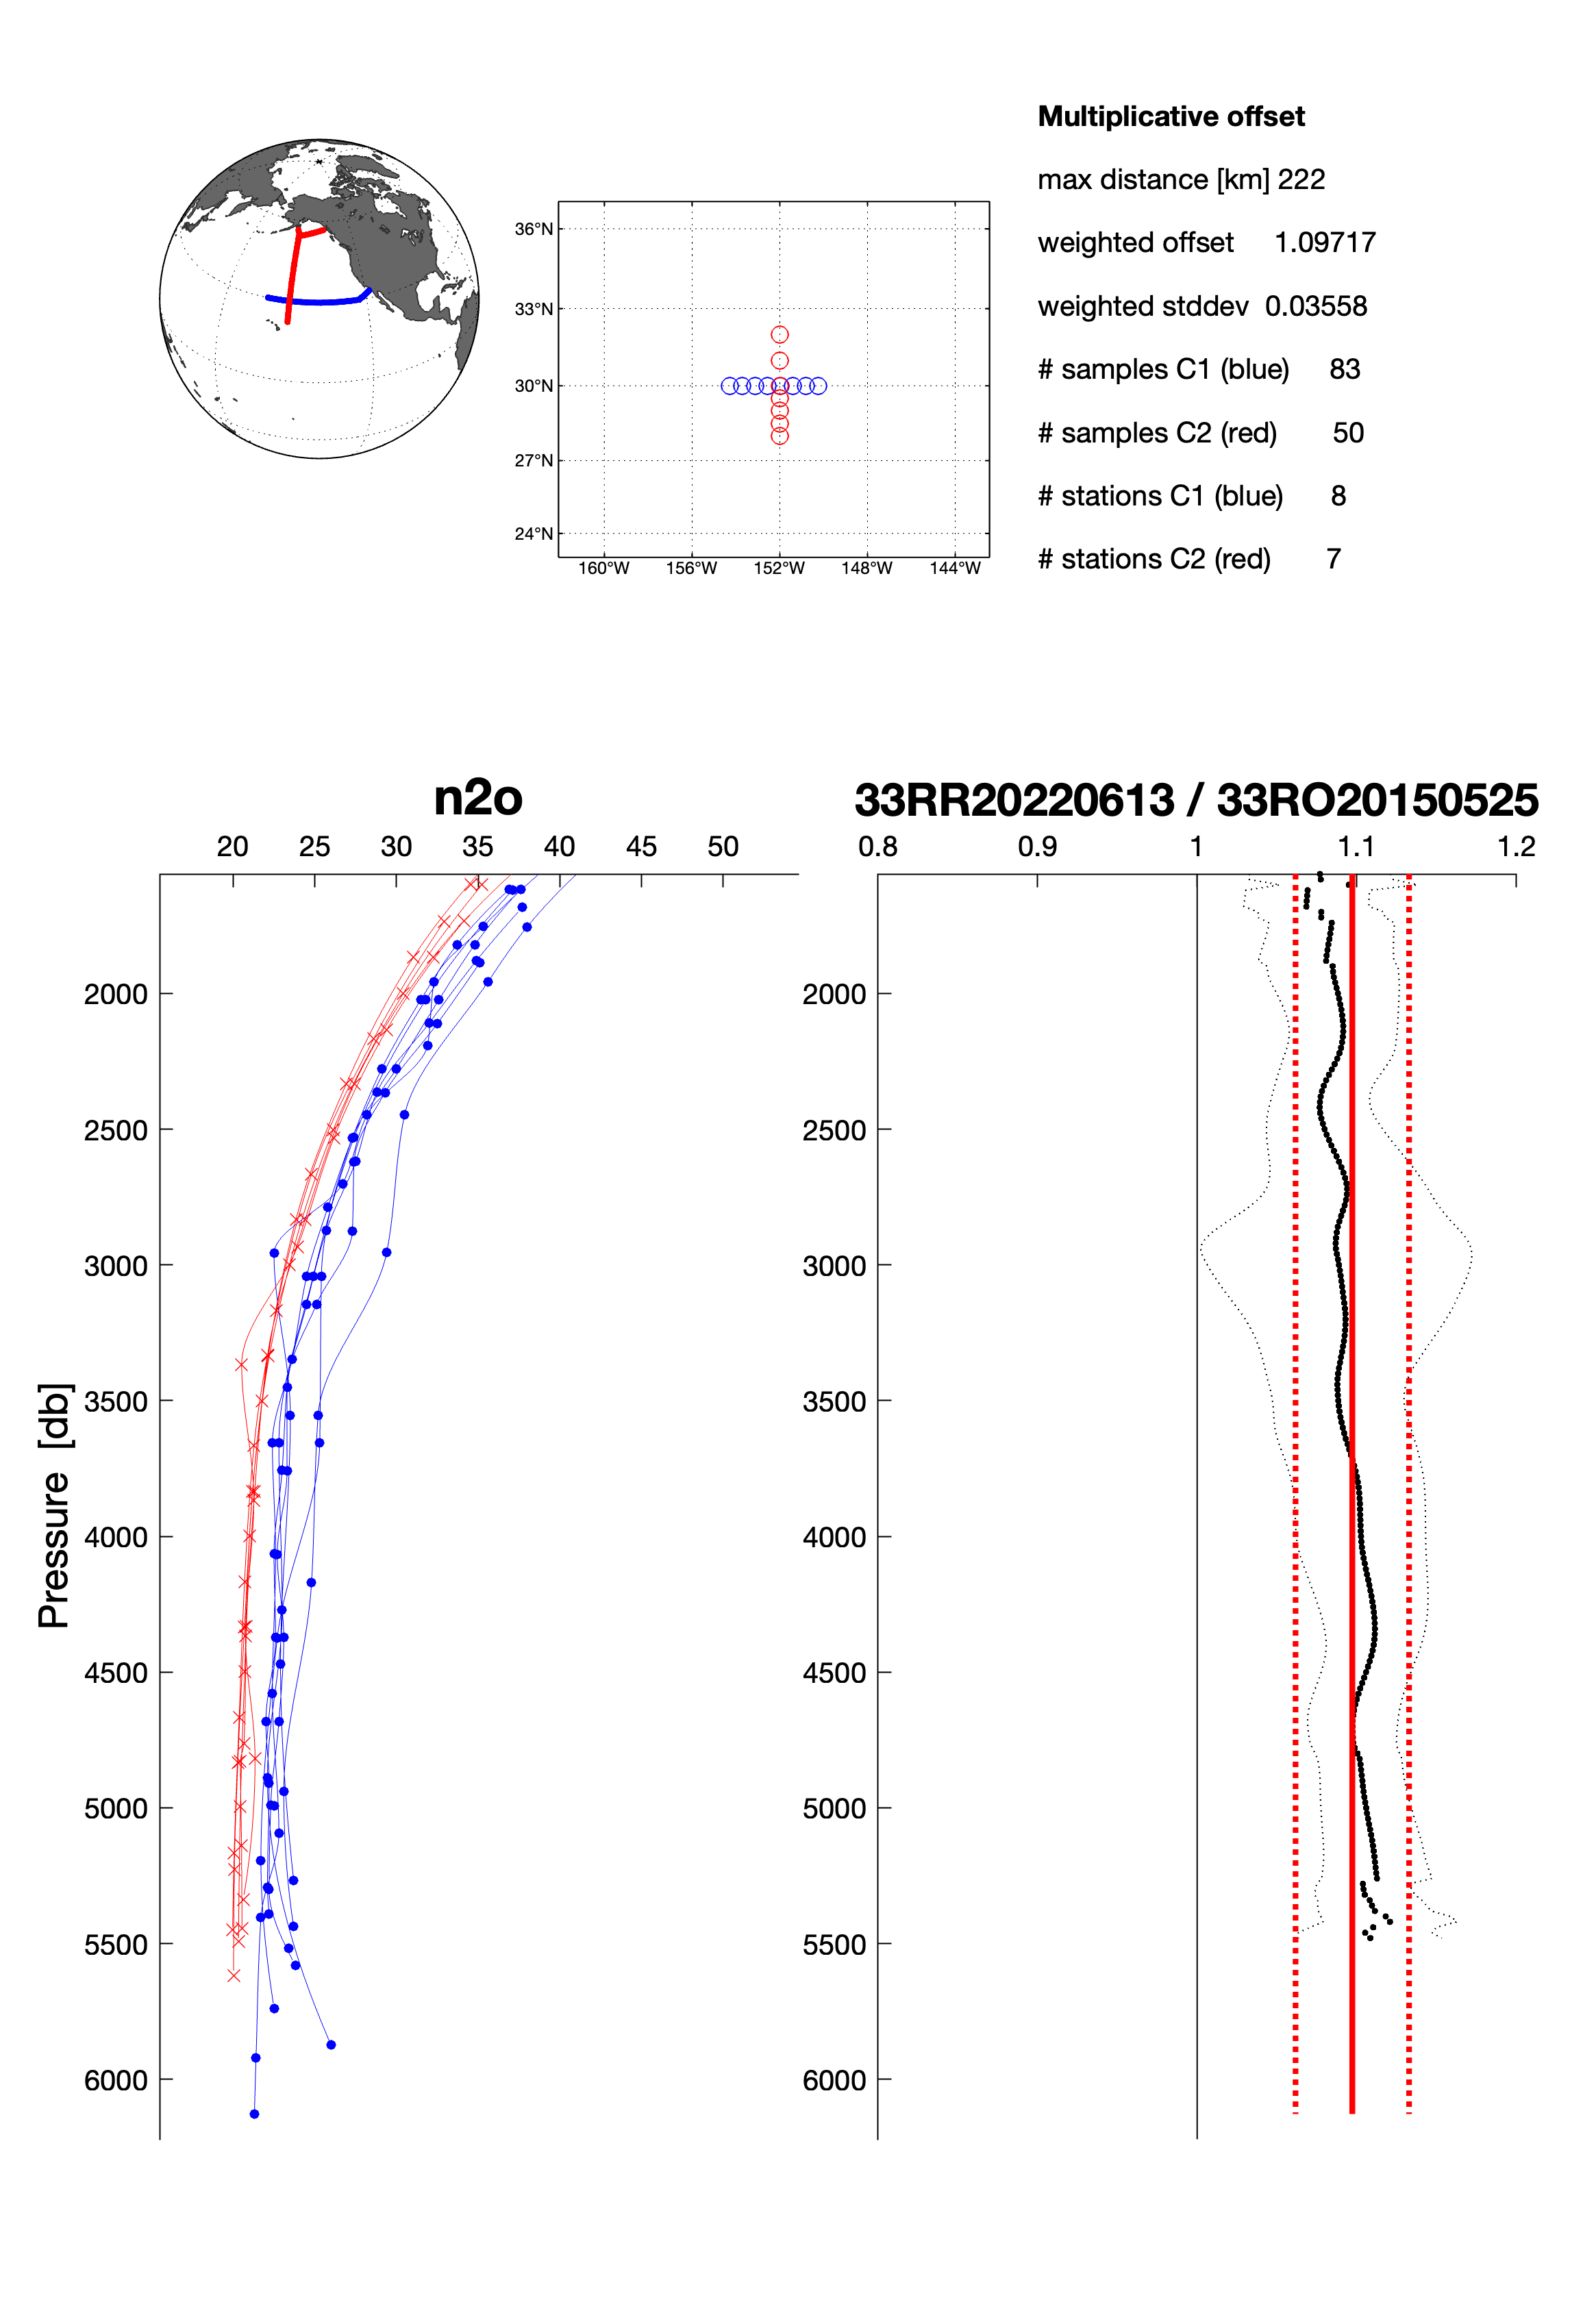 Multiplicative offset
max distance [km] 222
weighted offset 1.09717
weighted stddev 0.03558
# samples C1 (blue) 83
# samples C2 (red) 50
# stations C1 (blue) 8
# stations C2 (red) 7
36°N
33°N
30°N
27°N
24°N
160°W 156°W 152°W 148°W 144°W
n2o
20 25 30 35 40 45 50
Pressure [db]
2000
2500
3000
3500
4000
4500
5000
5500
6000
33RR20220613 / 33RO20150525
0.8 0.9 1 1.1 1.2
2000
2500
3000
3500
4000
4500
5000
5500
6000